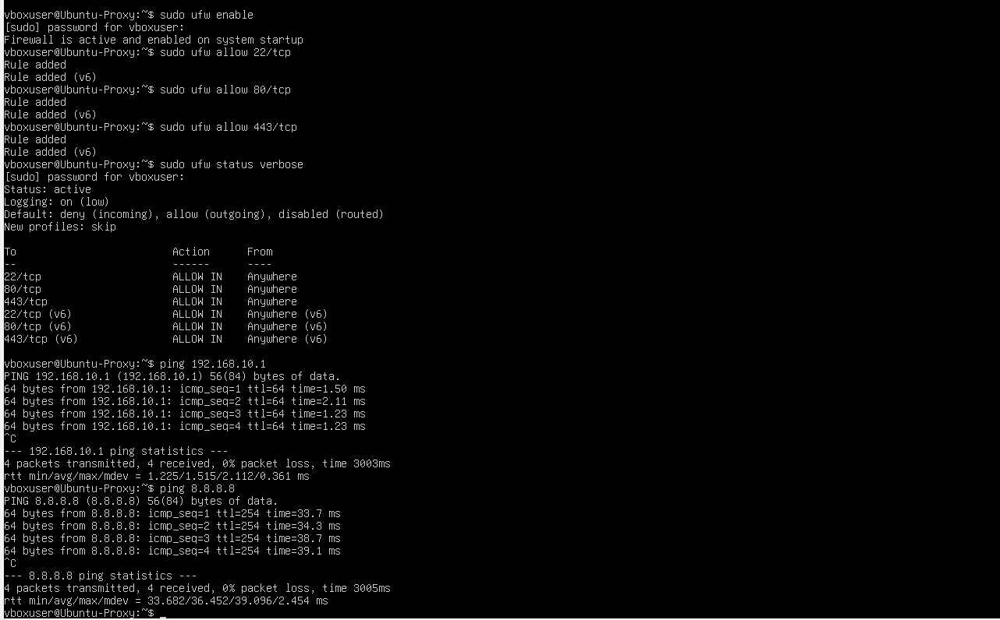 vboxuser@Ubuntu-Proxy:~$ sudo ufw enable
[sudo] password for vboxuser:
Firewall is active and enabled on system startup
vboxuser@Ubuntu-Proxy:~$ sudo ufw allow 22/tcp
Rule added
Rule added (v6)
vboxuser@Ubuntu-Proxy:~$ sudo ufw allow 80/tcp
Rule added
Rule added (v6)
vboxuser@Ubuntu-Proxy:~$ sudo ufw allow 443/tcp
Rule added
Rule added (v6)
vboxuser@Ubuntu-Proxy:~$ sudo ufw status verbose
[sudo] password for vboxuser:
Status: active
Logging: on (low)
Default: deny (incoming), allow (outgoing), disabled (routed)
New profiles: skip
To                         Action      From
--                         ------      ----
22/tcp                     ALLOW IN    Anywhere
80/tcp                     ALLOW IN    Anywhere
443/tcp                    ALLOW IN    Anywhere
22/tcp (v6)                ALLOW IN    Anywhere (v6)
80/tcp (v6)                ALLOW IN    Anywhere (v6)
443/tcp (v6)               ALLOW IN    Anywhere (v6)
vboxuser@Ubuntu-Proxy:~$ ping 192.168.10.1
PING 192.168.10.1 (192.168.10.1) 56(84) bytes of data.
64 bytes from 192.168.10.1: icmp_seq=1 ttl=64 time=1.50 ms
64 bytes from 192.168.10.1: icmp_seq=2 ttl=64 time=2.11 ms
64 bytes from 192.168.10.1: icmp_seq=3 ttl=64 time=1.23 ms
64 bytes from 192.168.10.1: icmp_seq=4 ttl=64 time=1.23 ms
^C
--- 192.168.10.1 ping statistics ---
4 packets transmitted, 4 received, 0% packet loss, time 3003ms
rtt min/avg/max/mdev = 1.225/1.515/2.112/0.361 ms
vboxuser@Ubuntu-Proxy:~$ ping 8.8.8.8
PING 8.8.8.8 (8.8.8.8) 56(84) bytes of data.
64 bytes from 8.8.8.8: icmp_seq=1 ttl=254 time=33.7 ms
64 bytes from 8.8.8.8: icmp_seq=2 ttl=254 time=34.3 ms
64 bytes from 8.8.8.8: icmp_seq=3 ttl=254 time=38.7 ms
64 bytes from 8.8.8.8: icmp_seq=4 ttl=254 time=39.1 ms
^C
--- 8.8.8.8 ping statistics ---
4 packets transmitted, 4 received, 0% packet loss, time 3005ms
rtt min/avg/max/mdev = 33.682/36.452/39.096/2.454 ms
vboxuser@Ubuntu-Proxy:~$ _